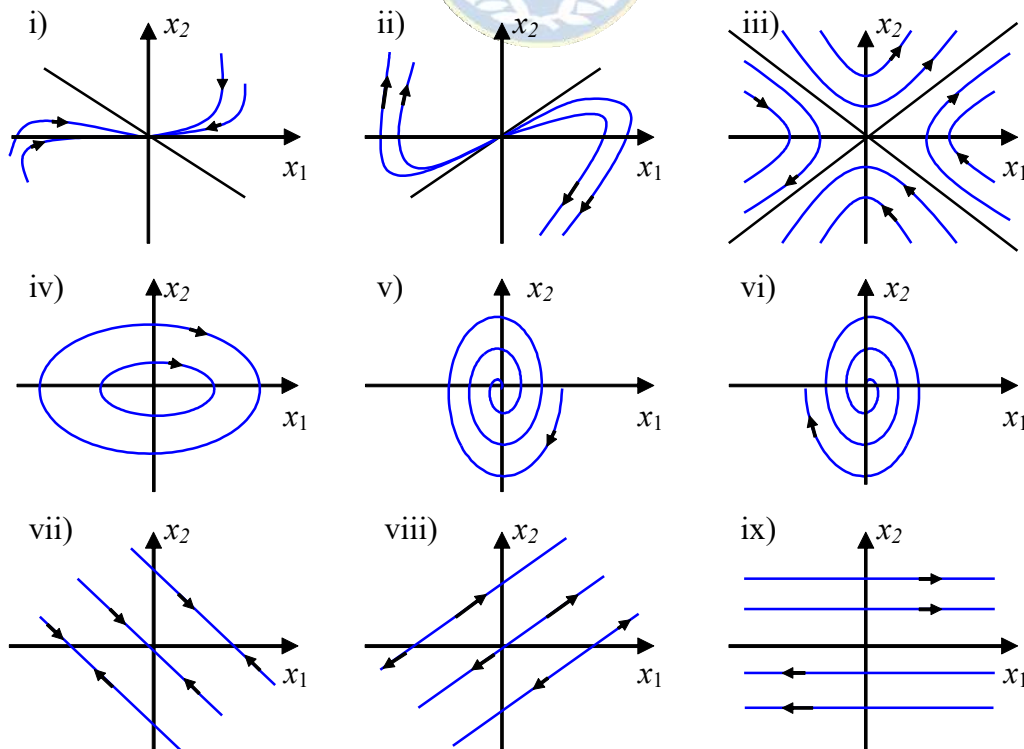 i) x₂
x₁
ii) x₂
x₁
iii) x₂
x₁
iv) x₂
x₁
v) x₂
x₁
vi) x₂
x₁
vii) x₂
x₁
viii) x₂
x₁
ix) x₂
x₁